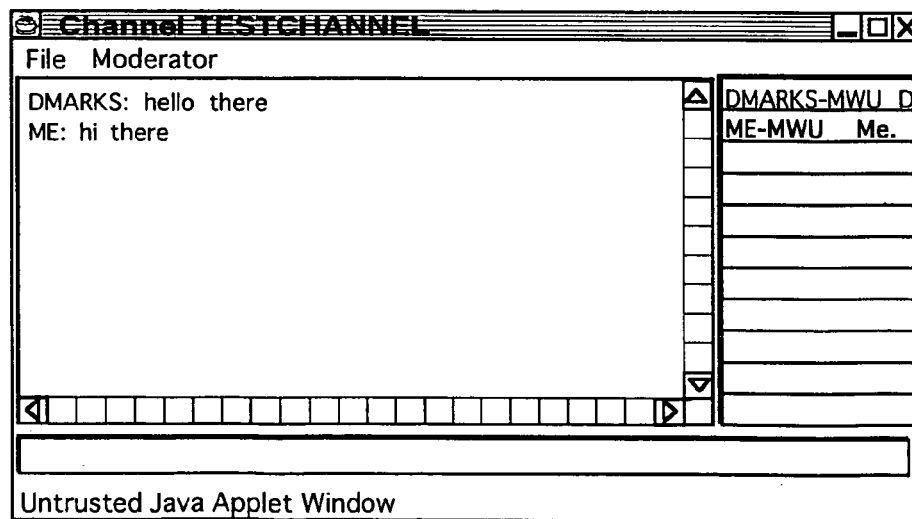 Channel TESTCHANNEL
File Moderator
DMARKS: hello there
ME: hi there
DMARKS-MWU D
ME-MWU Me.
Untrusted Java Applet Window